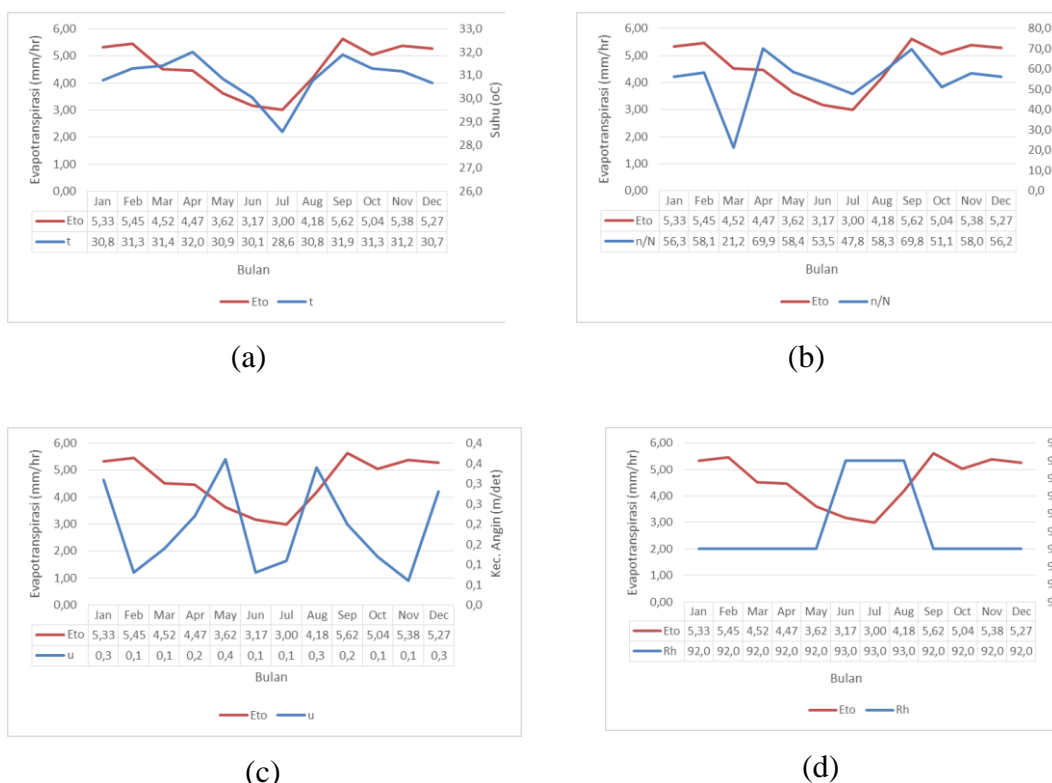 6,00
5,00
4,00
3,00
2,00
1,00
0,00
Evapotranspirasi (mm/hr)
33,0
32,0
31,0
30,0
29,0
28,0
27,0
26,0
Suhu (oC)
Jan Feb Mar Apr May Jun Jul Aug Sep Oct Nov Dec
Eto 5,33 5,45 4,52 4,47 3,62 3,17 3,00 4,18 5,62 5,04 5,38 5,27
t 30,8 31,3 31,4 32,0 30,9 30,1 28,6 30,8 31,9 31,3 31,2 30,7
Bulan
Eto t
(a)
6,00
5,00
4,00
3,00
2,00
1,00
0,00
Evapotranspirasi (mm/hr)
80,0
70,0
60,0
50,0
40,0
30,0
20,0
10,0
0,0
Jan Feb Mar Apr May Jun Jul Aug Sep Oct Nov Dec
Eto 5,33 5,45 4,52 4,47 3,62 3,17 3,00 4,18 5,62 5,04 5,38 5,27
n/N 56,3 58,1 21,2 69,9 58,4 53,5 47,8 58,3 69,8 51,1 58,0 56,2
Bulan
Eto n/N
(b)
6,00
5,00
4,00
3,00
2,00
1,00
0,00
Evapotranspirasi (mm/hr)
0,4
0,4
0,3
0,3
0,2
0,2
0,1
0,1
0,0
Kec. Angin (m/det)
Jan Feb Mar Apr May Jun Jul Aug Sep Oct Nov Dec
Eto 5,33 5,45 4,52 4,47 3,62 3,17 3,00 4,18 5,62 5,04 5,38 5,27
u 0,3 0,1 0,1 0,2 0,4 0,1 0,1 0,3 0,2 0,1 0,1 0,3
Bulan
Eto u
(c)
6,00
5,00
4,00
3,00
2,00
1,00
0,00
Evapotranspirasi (mm/hr)
Jan Feb Mar Apr May Jun Jul Aug Sep Oct Nov Dec
Eto 5,33 5,45 4,52 4,47 3,62 3,17 3,00 4,18 5,62 5,04 5,38 5,27
Rh 92,0 92,0 92,0 92,0 92,0 93,0 93,0 93,0 92,0 92,0 92,0 92,0
Bulan
Eto Rh
(d)